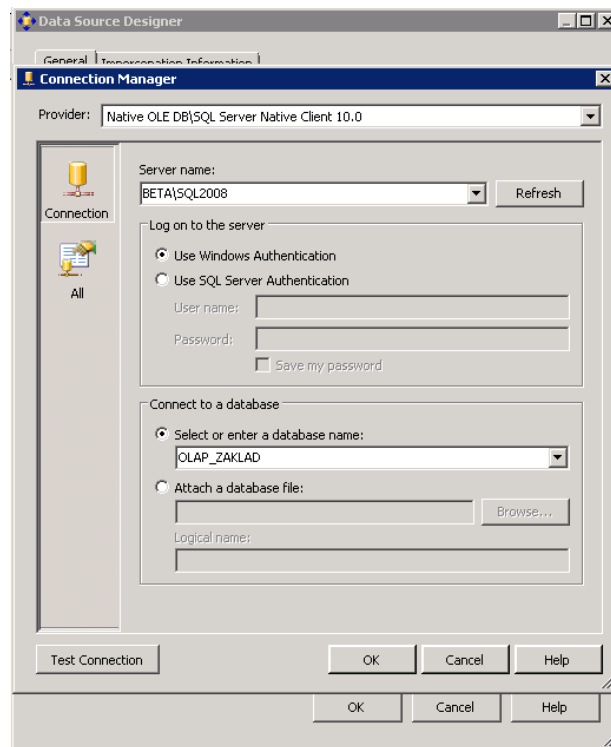 Data Source Designer
General Impersonation Information
Connection Manager
Provider: Native OLE DB\SQL Server Native Client 10.0
Connection
All
Server name:
BETA\SQL2008 Refresh
Log on to the server
Use Windows Authentication
Use SQL Server Authentication
User name:
Password:
Save my password
Connect to a database
Select or enter a database name:
OLAP_ZAKLAD
Attach a database file:
Browse...
Logical name:
Test Connection OK Cancel Help
OK Cancel Help